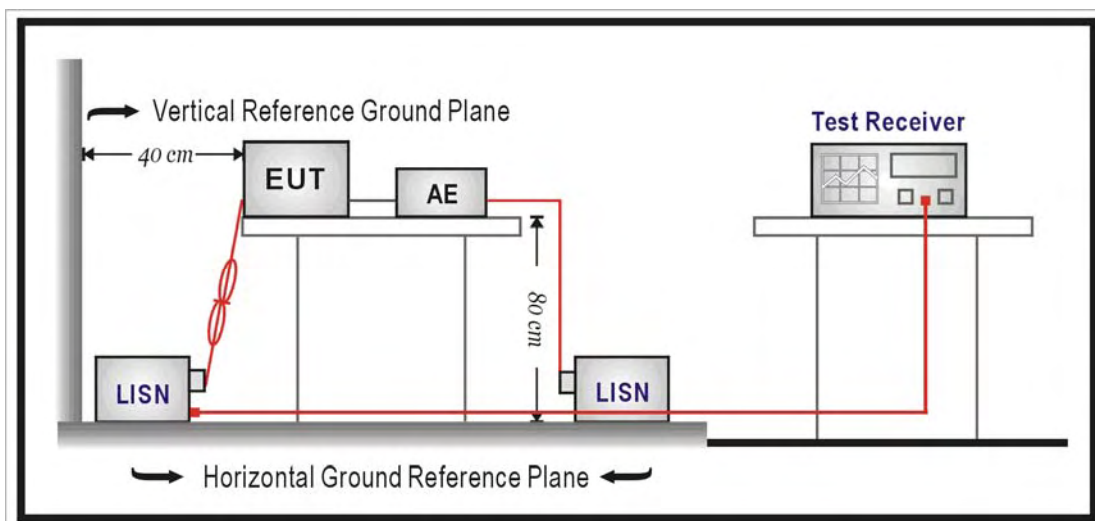 Vertical Reference Ground Plane
40 cm
EUT
AE
Test Receiver
80 cm
LISN
LISN
Horizontal Ground Reference Plane